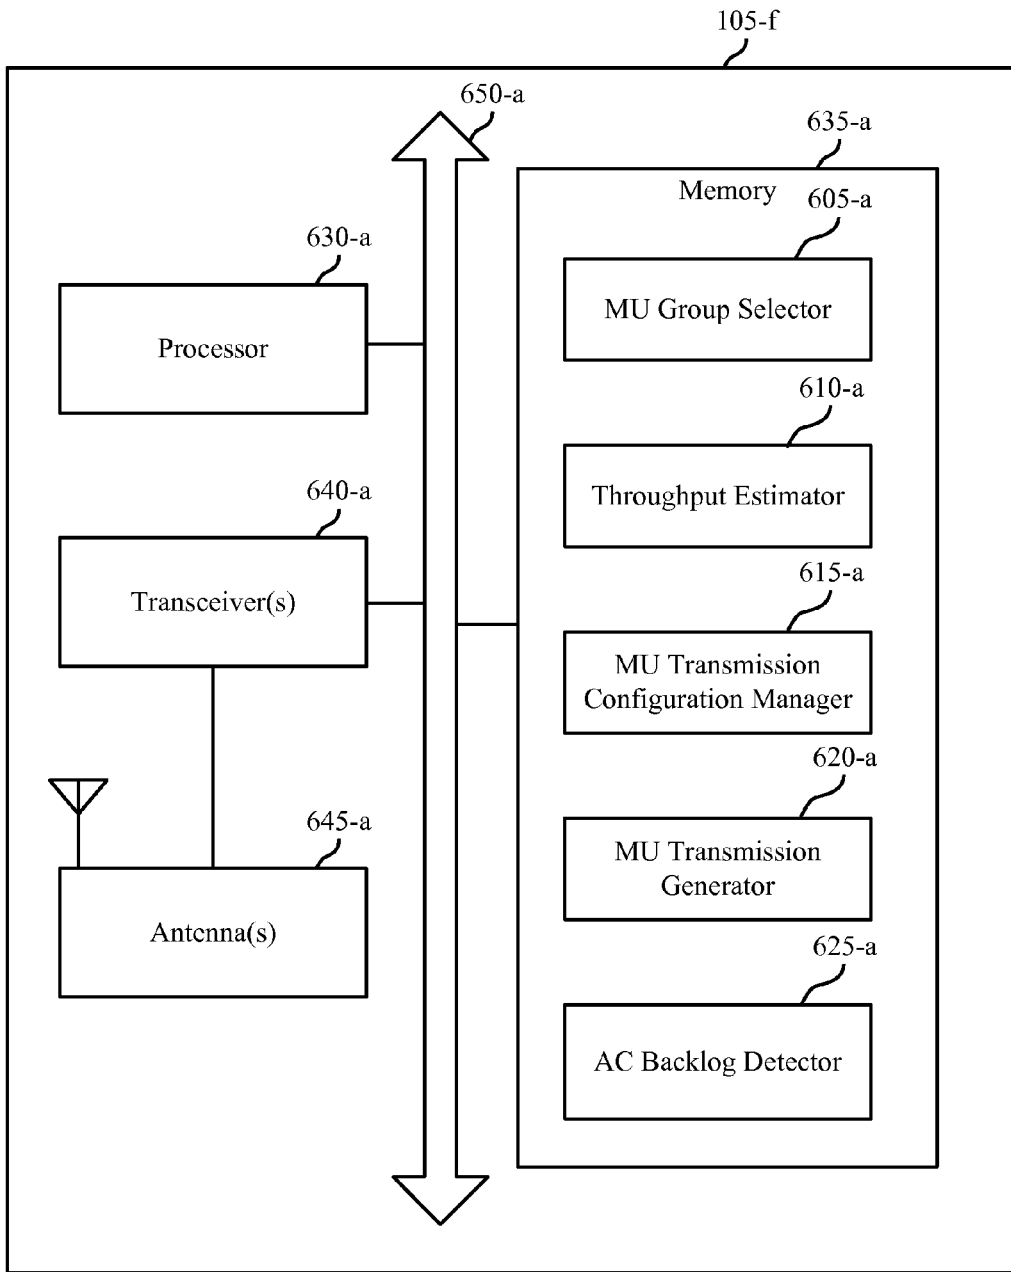 105-f
650-a
635-a
Memory
605-a
MU Group Selector
630-a
Processor
610-a
Throughput Estimator
640-a
Transceiver(s)
615-a
MU Transmission
Configuration Manager
620-a
MU Transmission
Generator
645-a
Antenna(s)
625-a
AC Backlog Detector